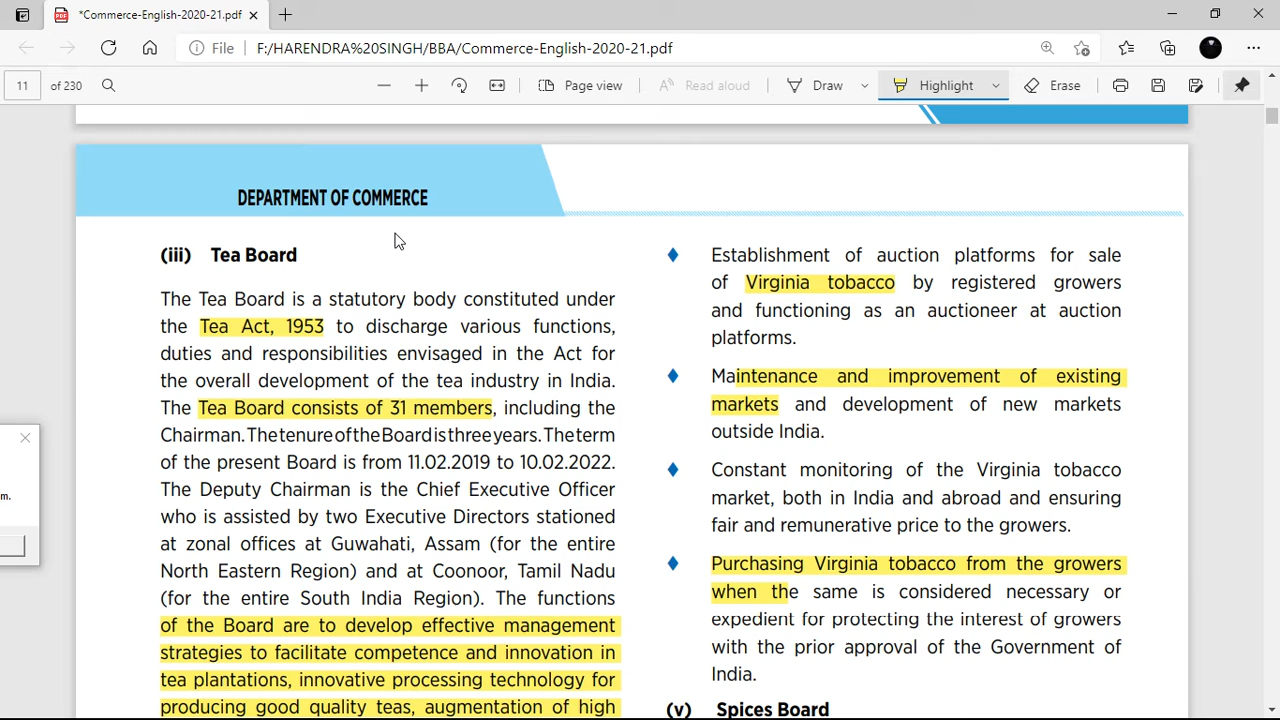 *Commerce-English-2020-21.pdf
File
F:/HARENDRA%20SINGH/BBA/Commerce-English-2020-21.pdf
11 of 230
Page view
Read aloud
Draw
Highlight
Erase
DEPARTMENT OF COMMERCE
(iii) Tea Board
The Tea Board is a statutory body constituted under
the Tea Act, 1953 to discharge various functions,
duties and responsibilities envisaged in the Act for
the overall development of the tea industry in India.
The Tea Board consists of 31 members, including the
Chairman. The tenure of the Board is three years. The term
of the present Board is from 11.02.2019 to 10.02.2022.
The Deputy Chairman is the Chief Executive Officer
who is assisted by two Executive Directors stationed
at zonal offices at Guwahati, Assam (for the entire
North Eastern Region) and at Coonoor, Tamil Nadu
(for the entire South India Region). The functions
of the Board are to develop effective management
strategies to facilitate competence and innovation in
tea plantations, innovative processing technology for
producing good quality teas, augmentation of high
Establishment of auction platforms for sale
of Virginia tobacco by registered growers
and functioning as an auctioneer at auction
platforms.
Maintenance and improvement of existing
markets and development of new markets
outside India.
Constant monitoring of the Virginia tobacco
market, both in India and abroad and ensuring
fair and remunerative price to the growers.
Purchasing Virginia tobacco from the growers
when the same is considered necessary or
expedient for protecting the interest of growers
with the prior approval of the Government of
India.
(v) Spices Board
m.